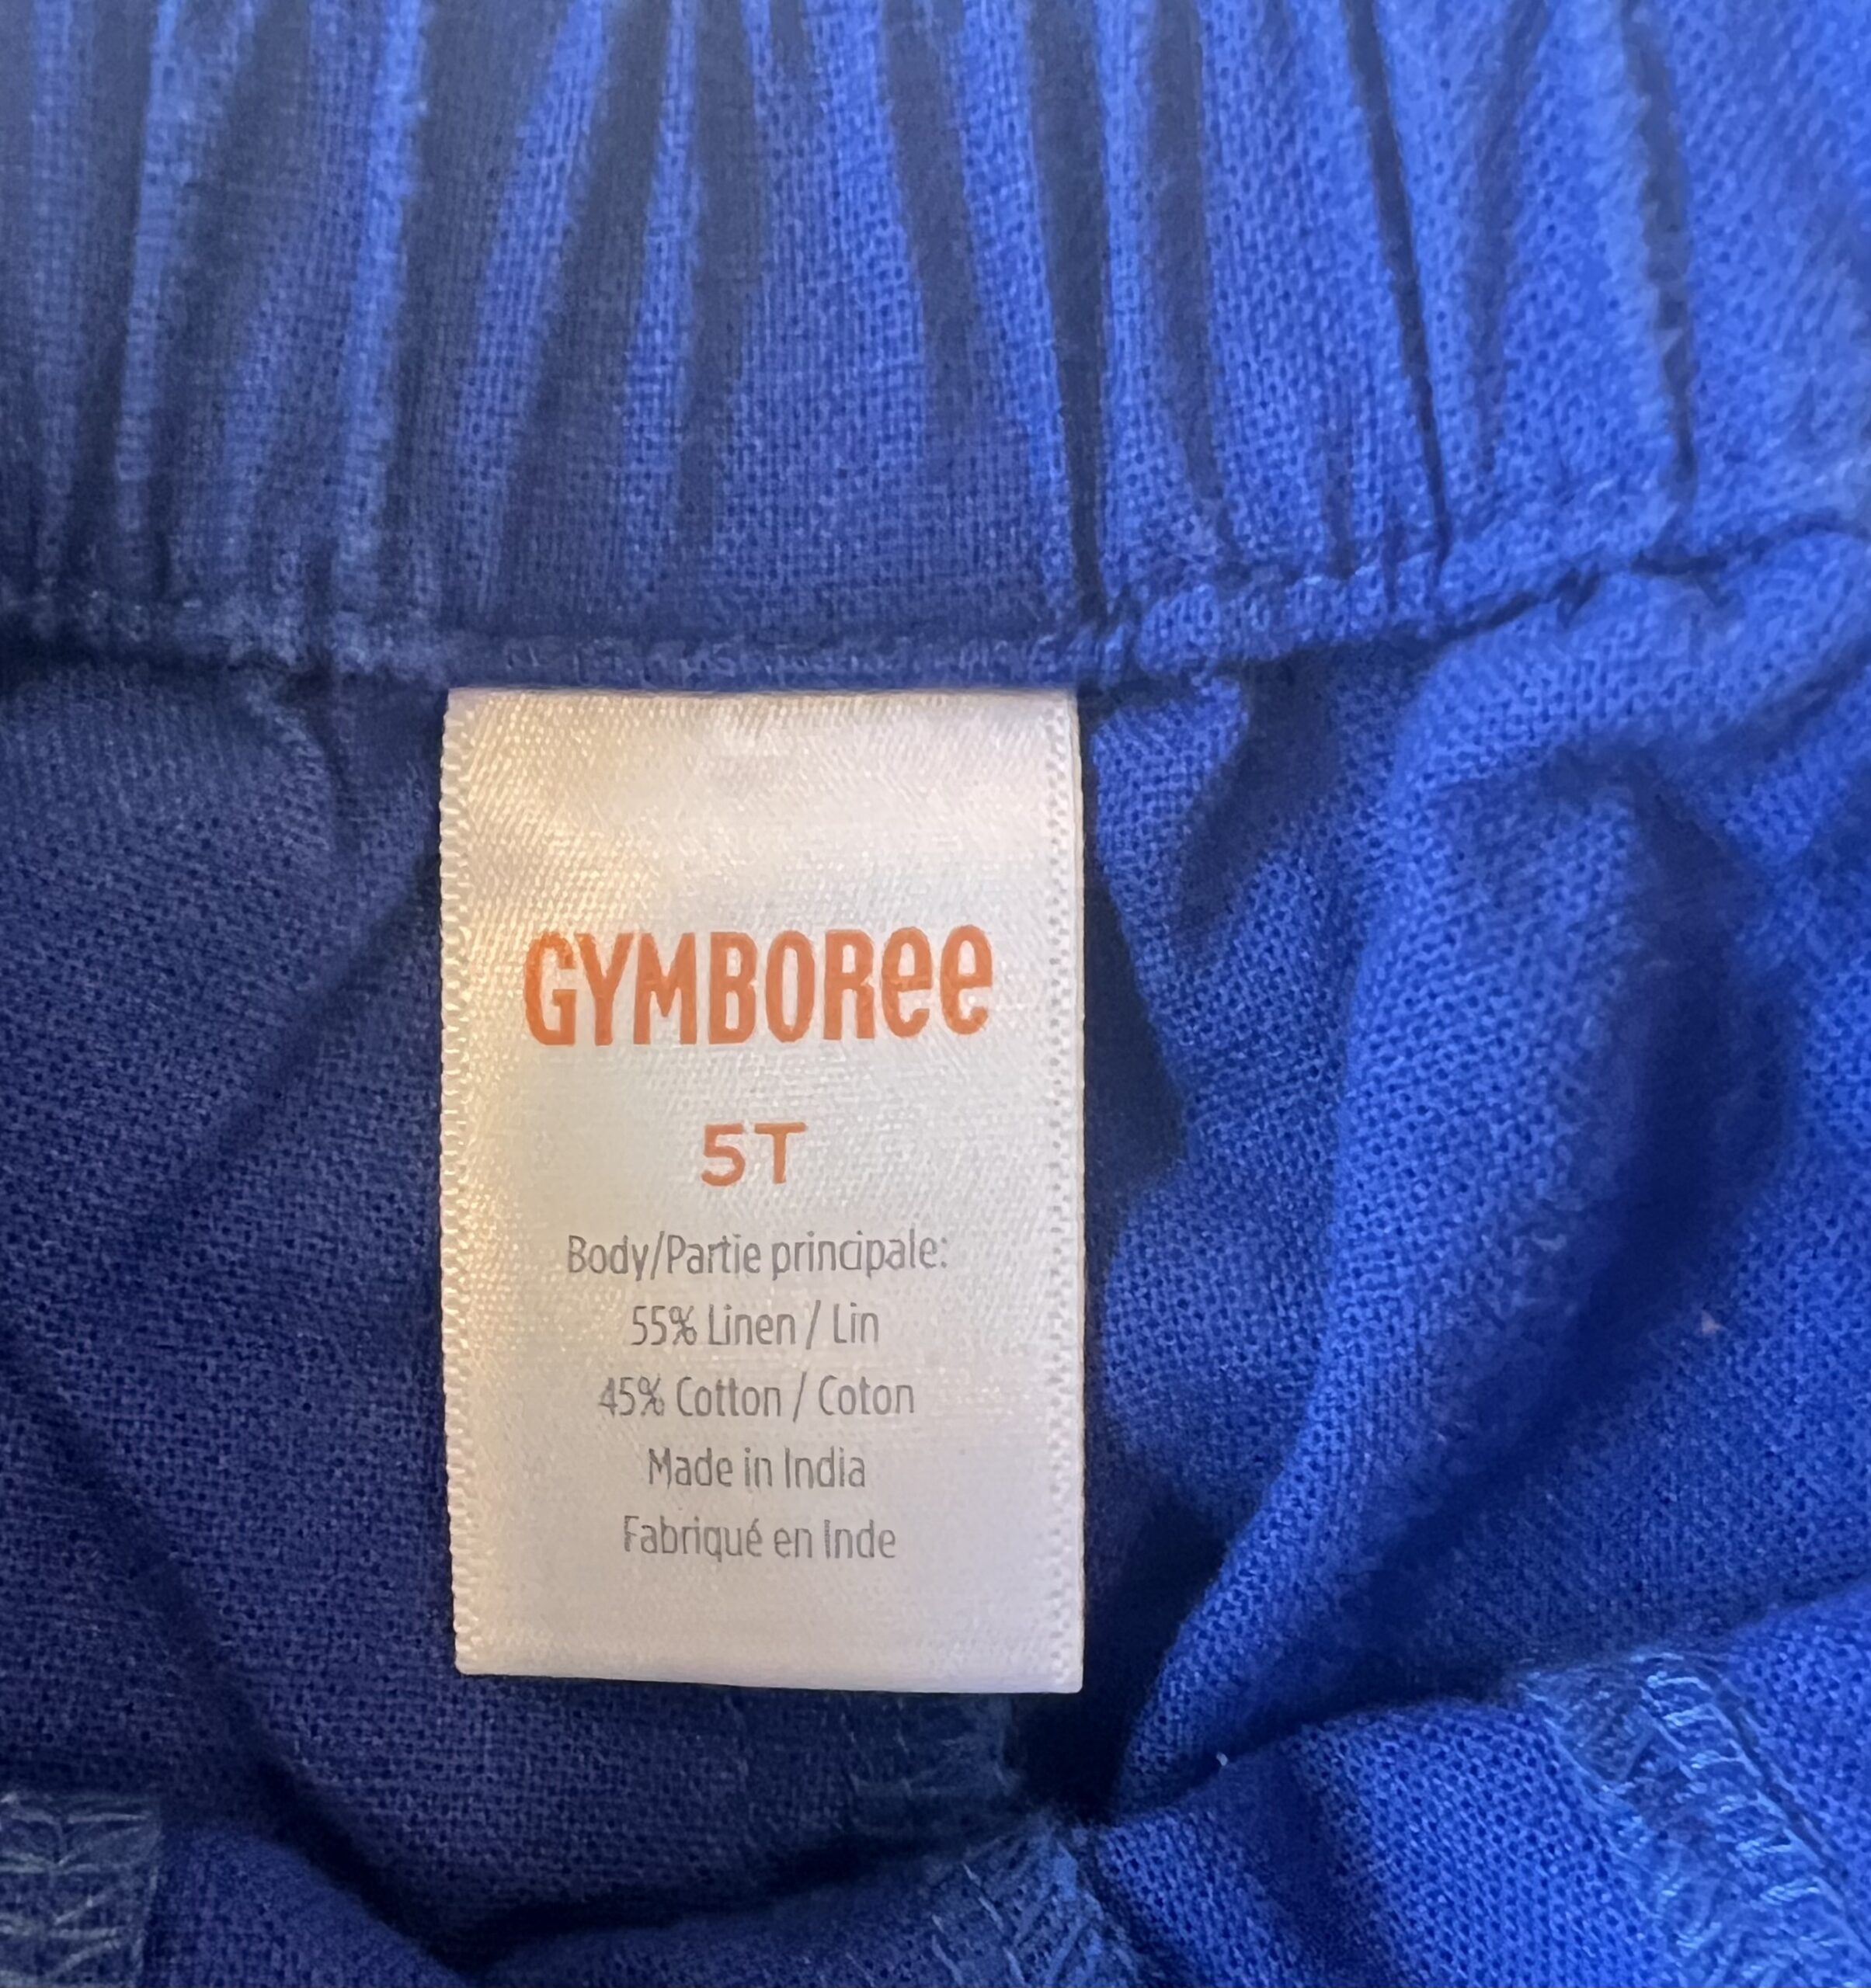 GYMBORee
5T
Body/Partie principale:
55% Linen / Lin
45% Cotton / Coton
Made in India
Fabriqué en Inde